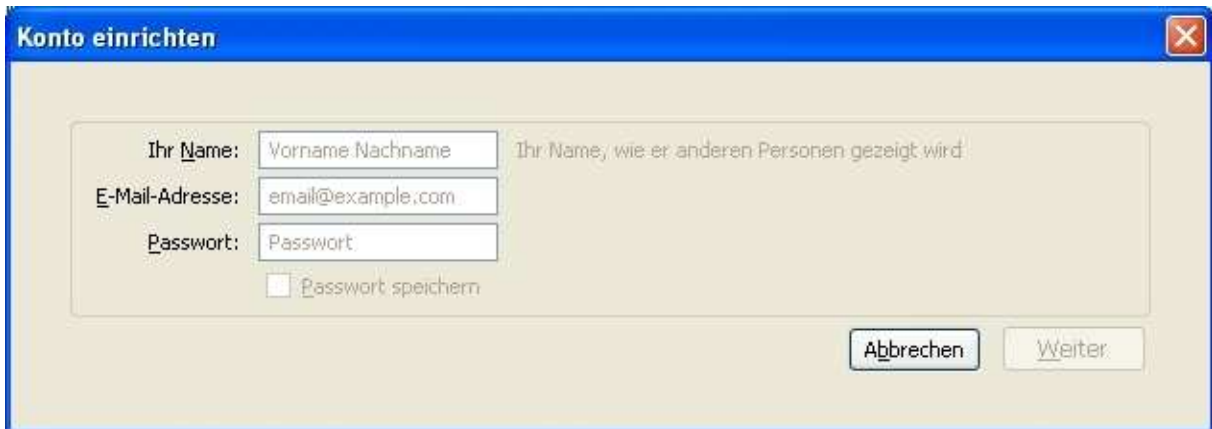 Konto einrichten
Ihr Name: Vorname Nachname Ihr Name, wie er anderen Personen gezeigt wird
E-Mail-Adresse: email@example.com
Passwort: Passwort
Passwort speichern
Abbrechen Weiter